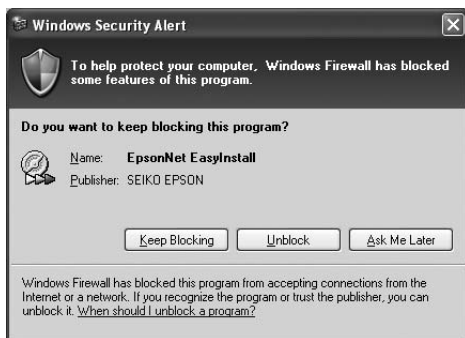 Windows Security Alert
To help protect your computer, Windows Firewall has blocked
some features of this program.
Do you want to keep blocking this program?
Name: EpsonNet EasyInstall
Publisher: SEIKO EPSON
Keep Blocking Unblock Ask Me Later
Windows Firewall has blocked this program from accepting connections from the
Internet or a network. If you recognize the program or trust the publisher, you can
unblock it. When should I unblock a program?